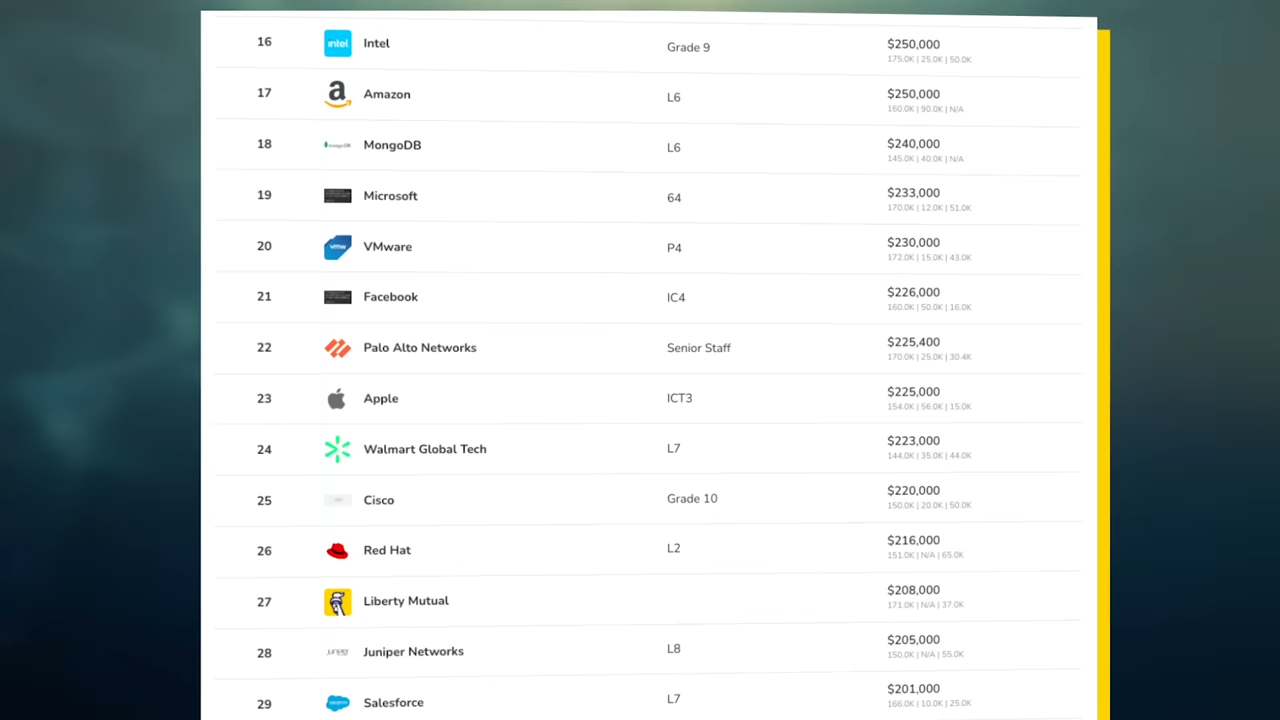 16 intel Intel Grade 9 $250,000
175.0K | 25.0K | 50.0K
17 a Amazon L6 $250,000
160.0K | 90.0K | N/A
18 mongoDB MongoDB L6 $240,000
145.0K | 40.0K | N/A
19 Microsoft 64 $233,000
170.0K | 12.0K | 51.0K
20 vmw VMware P4 $230,000
172.0K | 15.0K | 43.0K
21 Facebook IC4 $226,000
160.0K | 50.0K | 16.0K
22 Palo Alto Networks Senior Staff $225,400
170.0K | 25.0K | 30.4K
23 Apple ICT3 $225,000
154.0K | 56.0K | 15.0K
24 Walmart Global Tech L7 $223,000
144.0K | 35.0K | 44.0K
25 Cisco Grade 10 $220,000
150.0K | 20.0K | 50.0K
26 Red Hat L2 $216,000
151.0K | N/A | 65.0K
27 Liberty Mutual $208,000
171.0K | N/A | 37.0K
28 Juniper Juniper Networks L8 $205,000
150.0K | N/A | 55.0K
29 salesforce Salesforce L7 $201,000
166.0K | 10.0K | 25.0K